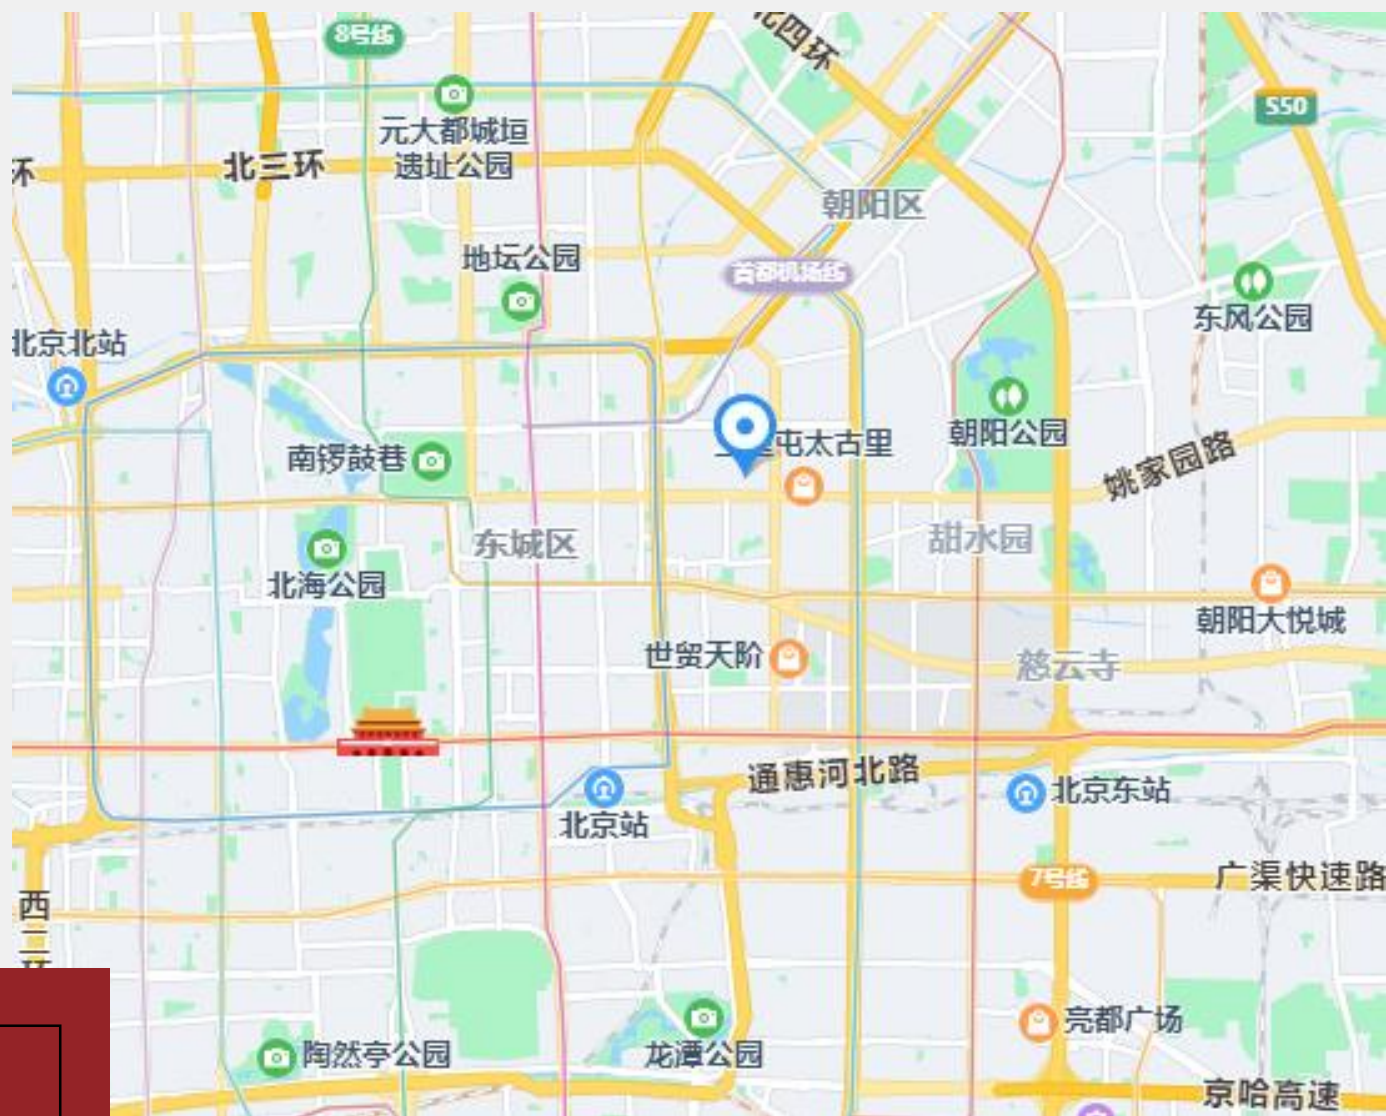 8号线
北四环
S50
元大都城垣
遗址公园
环
北三环
朝阳区
地坛公园
首都机场线
东风公园
北京北站
朝阳公园
屯太古里
南锣鼓巷
姚家园路
东城区
甜水园
北海公园
朝阳大悦城
世贸天阶
慈云寺
通惠河北路
北京东站
北京站
7号线
广渠快速路
西二环
亮都广场
陶然亭公园
龙潭公园
京哈高速